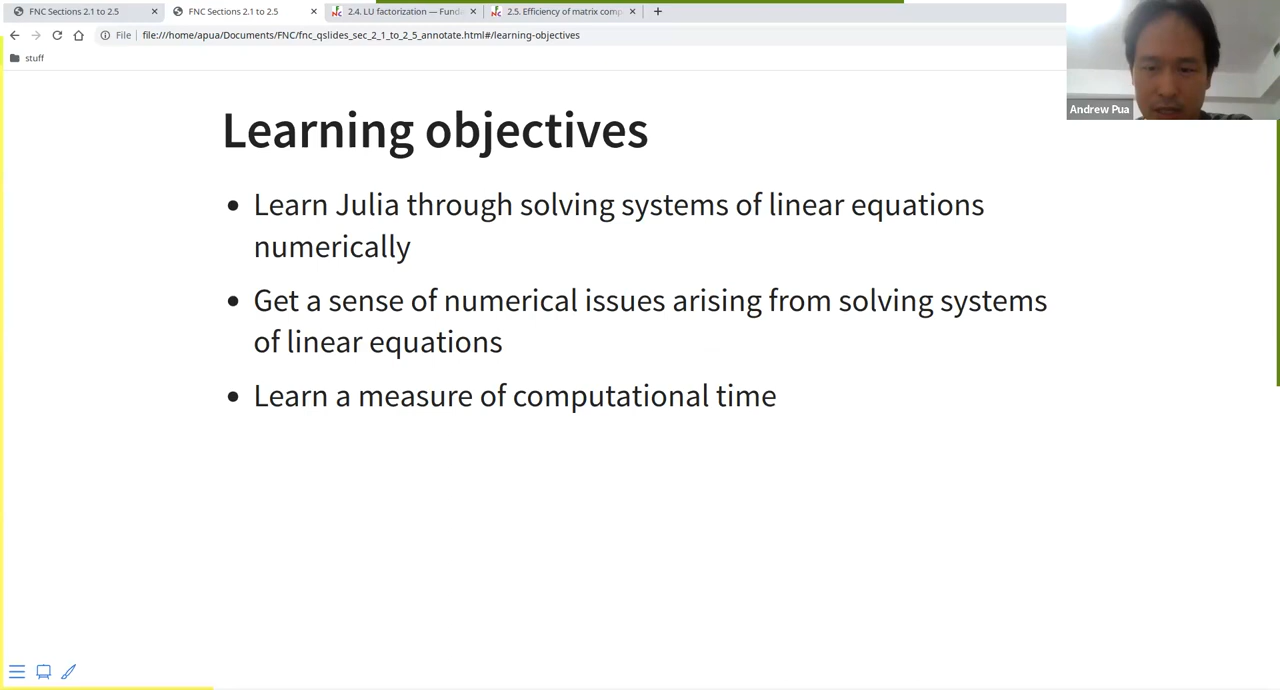 FNC Sections 2.1 to 2.5
FNC Sections 2.1 to 2.5
2.4. LU factorization — Funda
2.5. Efficiency of matrix comp
File
file:///home/apua/Documents/FNC/fnc_qslides_sec_2_1_to_2_5_annotate.html#/learning-objectives
stuff
Andrew Pua
Learning objectives
• Learn Julia through solving systems of linear equations
numerically
• Get a sense of numerical issues arising from solving systems
of linear equations
• Learn a measure of computational time